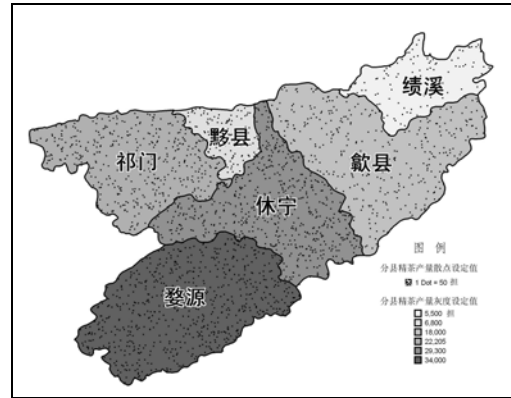 绩溪
黟县
歙县
祁门
休宁
婺源
图 例
分县精茶产量散点设定值
1 Dot = 50 担
分县精茶产量灰度设定值
5,500 担
6,800
18,000
22,205
29,300
34,000